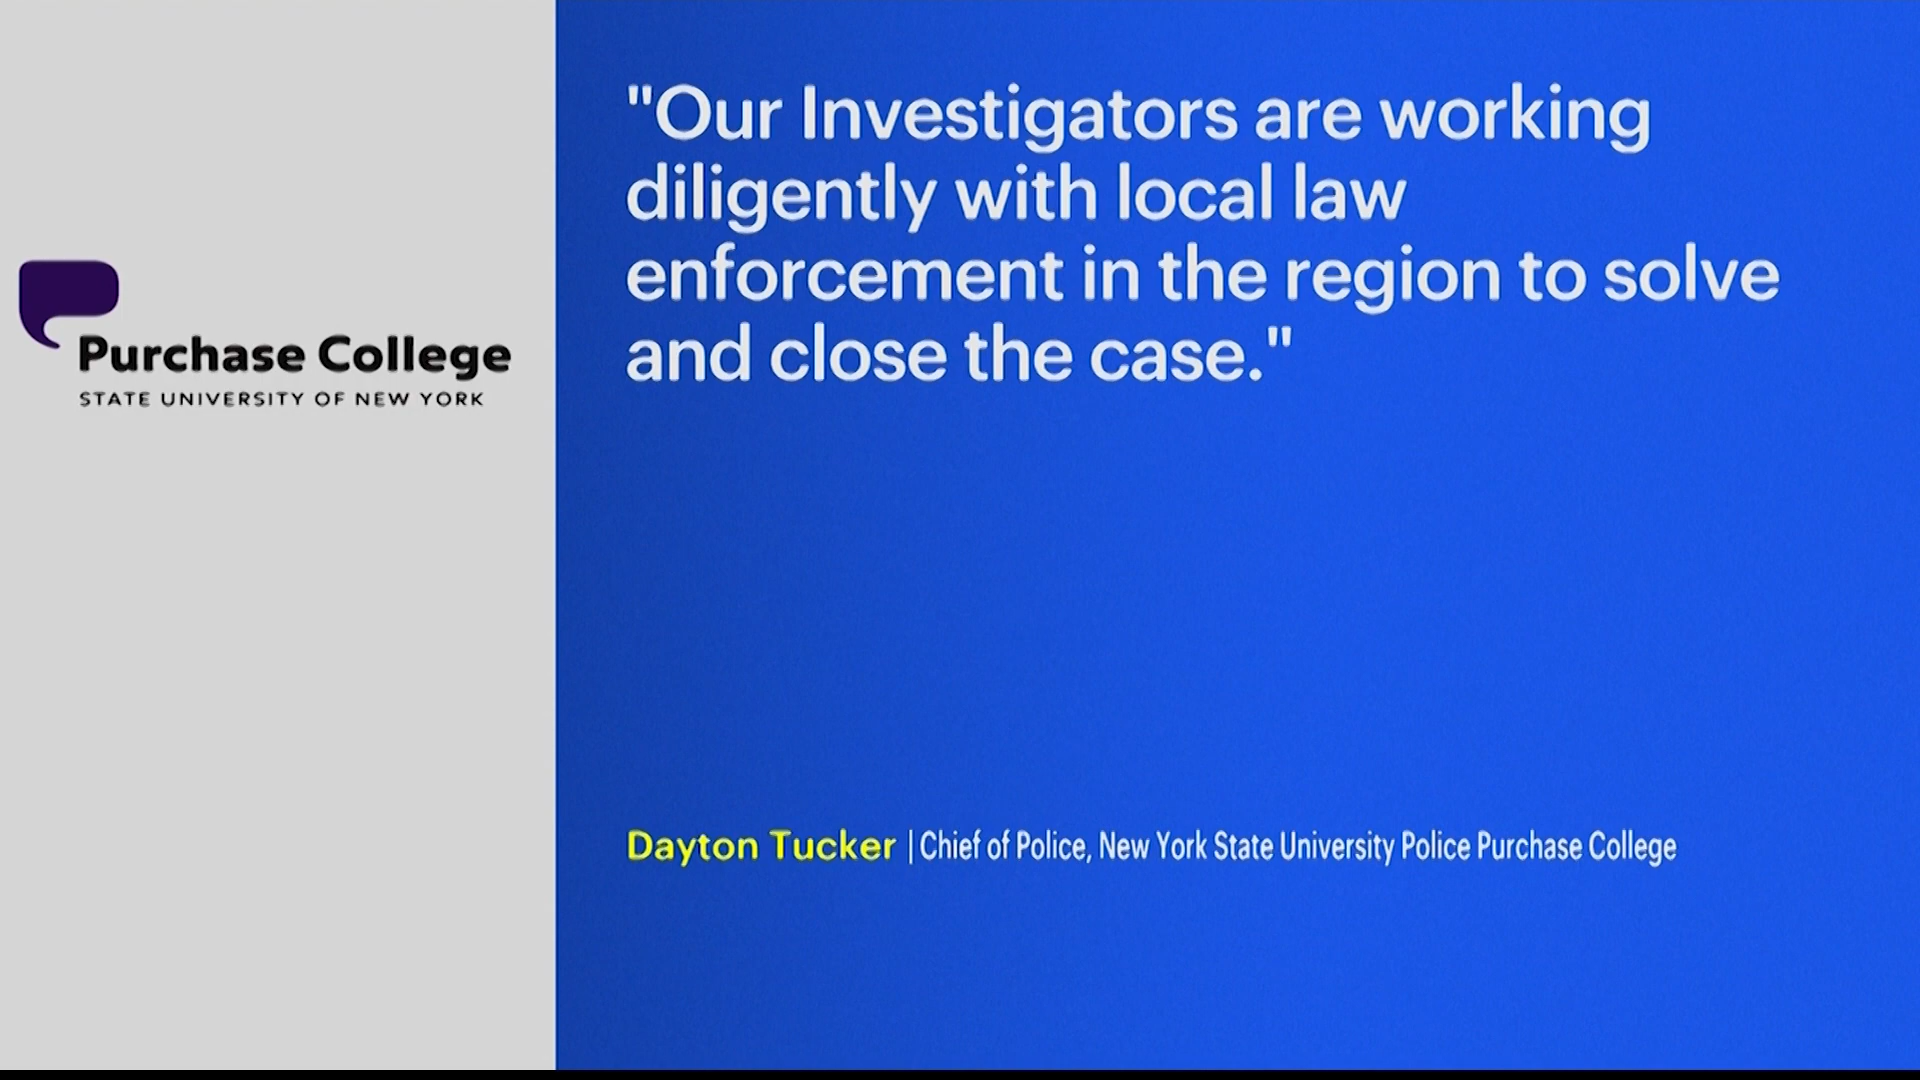 Purchase College
STATE UNIVERSITY OF NEW YORK
"Our Investigators are working
diligently with local law
enforcement in the region to solve
and close the case."
Dayton Tucker | Chief of Police, New York State University Police Purchase College